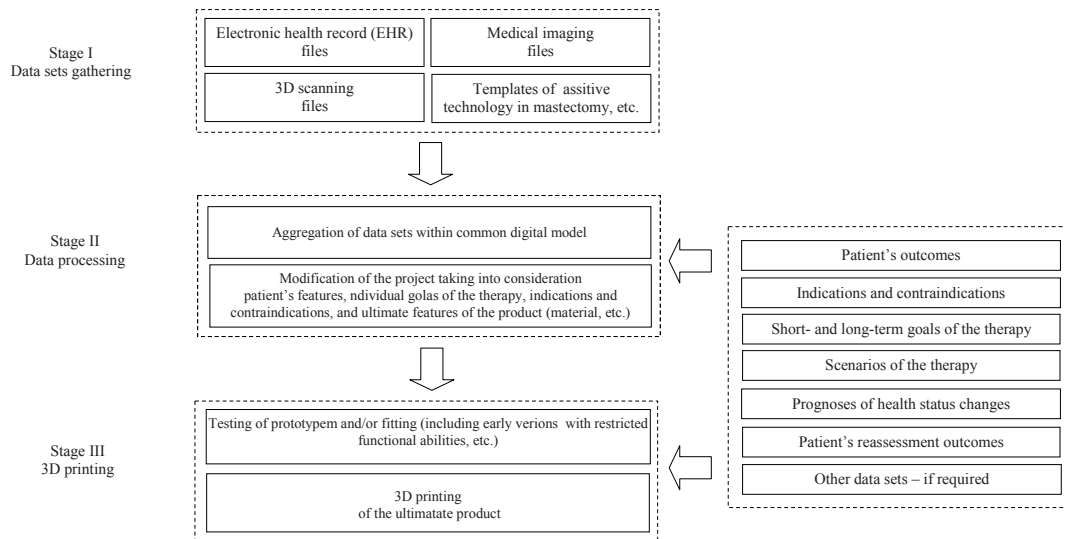 Stage I
Data sets gathering
Electronic health record (EHR)
files
Medical imaging
files
3D scanning
files
Templates of assitive
technology in mastectomy, etc.
Stage II
Data processing
Aggregation of data sets within common digital model
Modification of the project taking into consideration
patient's features, ndividual golas of the therapy, indications and
contraindications, and ultimate features of the product (material, etc.)
Stage III
3D printing
Testing of prototypem and/or fitting (including early verions with restricted
functional abilities, etc.)
3D printing
of the ultimatate product
Patient's outcomes
Indications and contraindications
Short- and long-term goals of the therapy
Scenarios of the therapy
Prognoses of health status changes
Patient's reassessment outcomes
Other data sets – if required